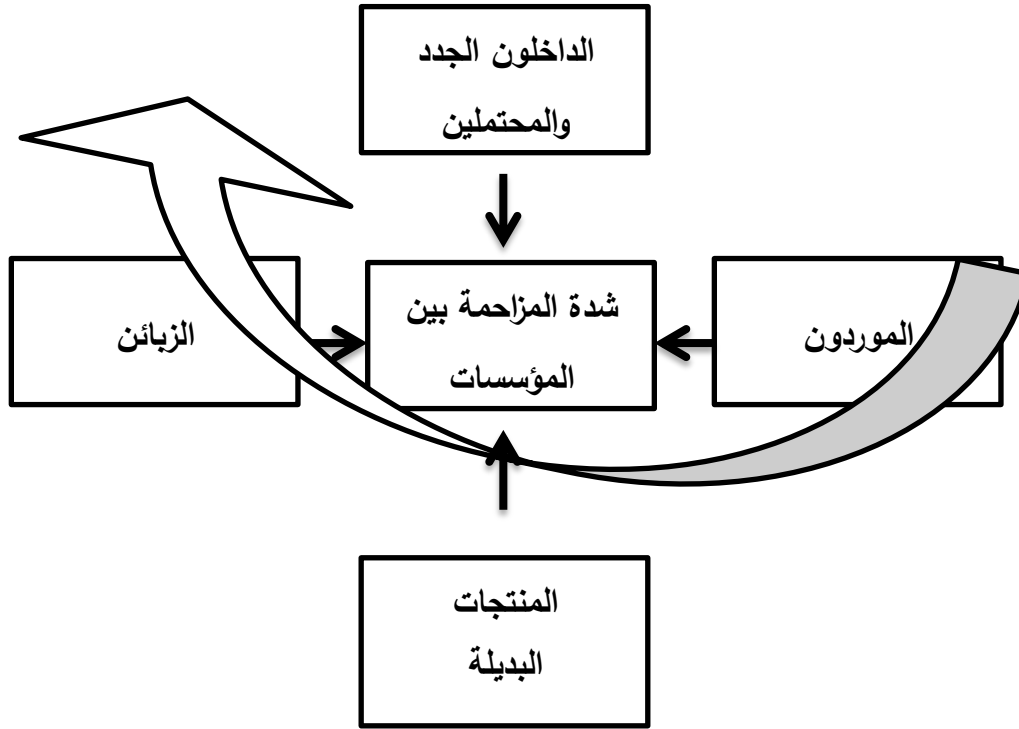 الداخلون الجدد
والمحتملين
الموردون
شدة المزاحمة بين
المؤسسات
الزبائن
المنتجات
البديلة